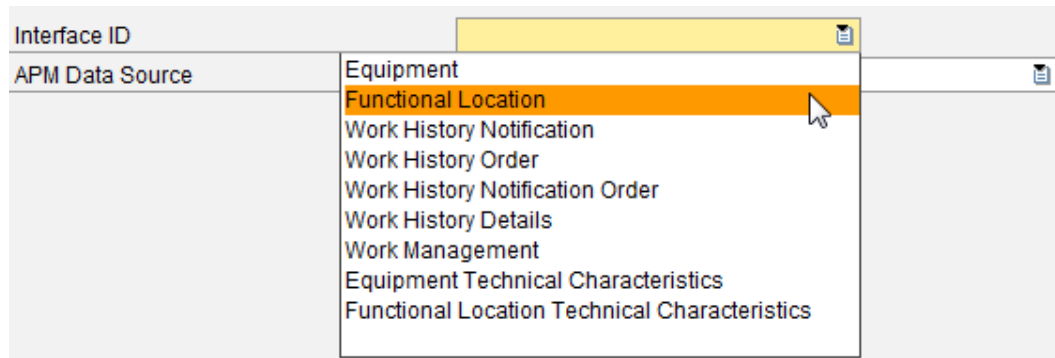 Interface ID
APM Data Source
Equipment
Functional Location
Work History Notification
Work History Order
Work History Notification Order
Work History Details
Work Management
Equipment Technical Characteristics
Functional Location Technical Characteristics